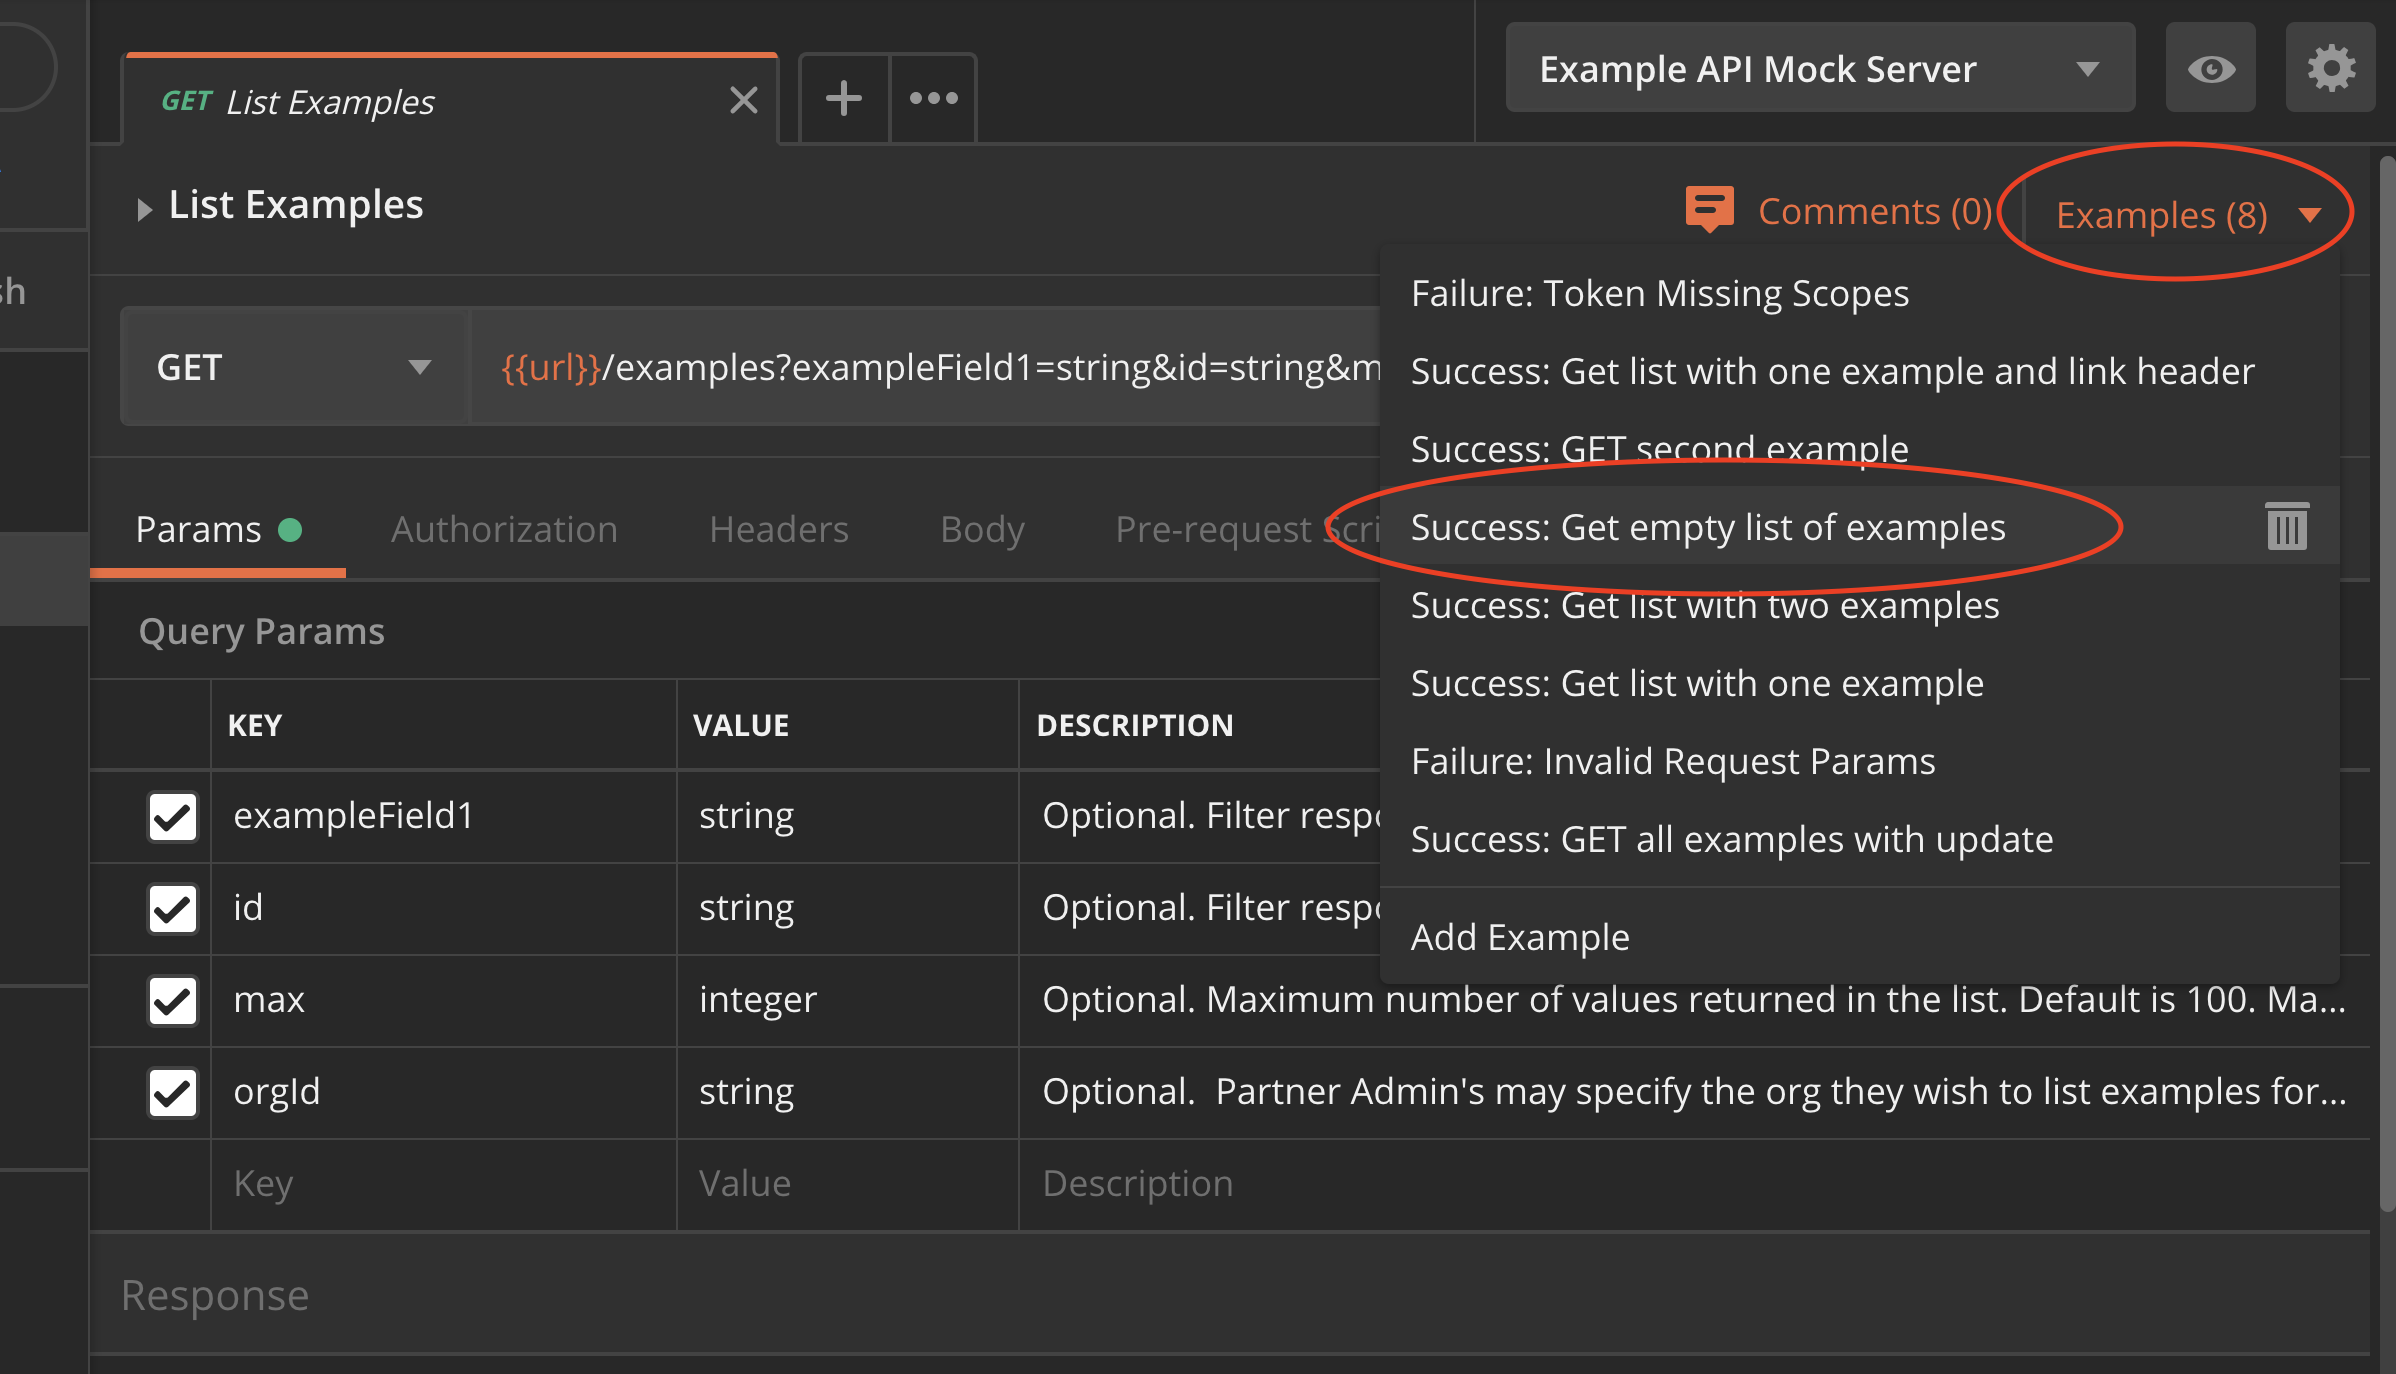 GET List Examples
Example API Mock Server
List Examples
Comments (0)
Examples (8)
sh
GET
{{url}}/examples?exampleField1=string&id=string&m
Failure: Token Missing Scopes
Success: Get list with one example and link header
Success: GET second example
Success: Get empty list of examples
Success: Get list with two examples
Success: Get list with one example
Failure: Invalid Request Params
Success: GET all examples with update
Add Example
Params
Authorization
Headers
Body
Pre-request Scri
Query Params
KEY VALUE DESCRIPTION
exampleField1 string Optional. Filter respo
id string Optional. Filter respo
max integer Optional. Maximum number of values returned in the list. Default is 100. Ma...
orgId string Optional. Partner Admin's may specify the org they wish to list examples for...
Key Value Description
Response